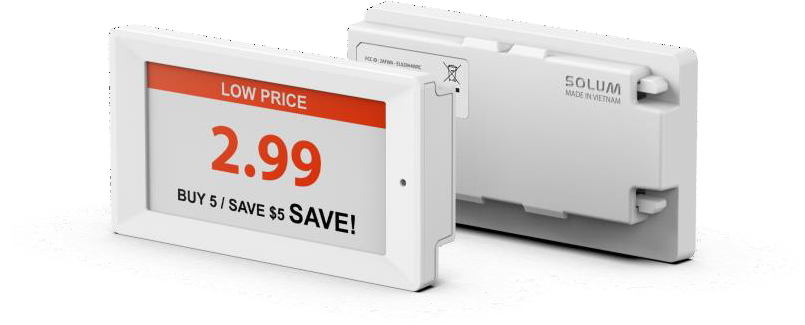 LOW PRICE
2.99
BUY 5 / SAVE $5 SAVE!
SOLUM
MADE IN VIETNAM